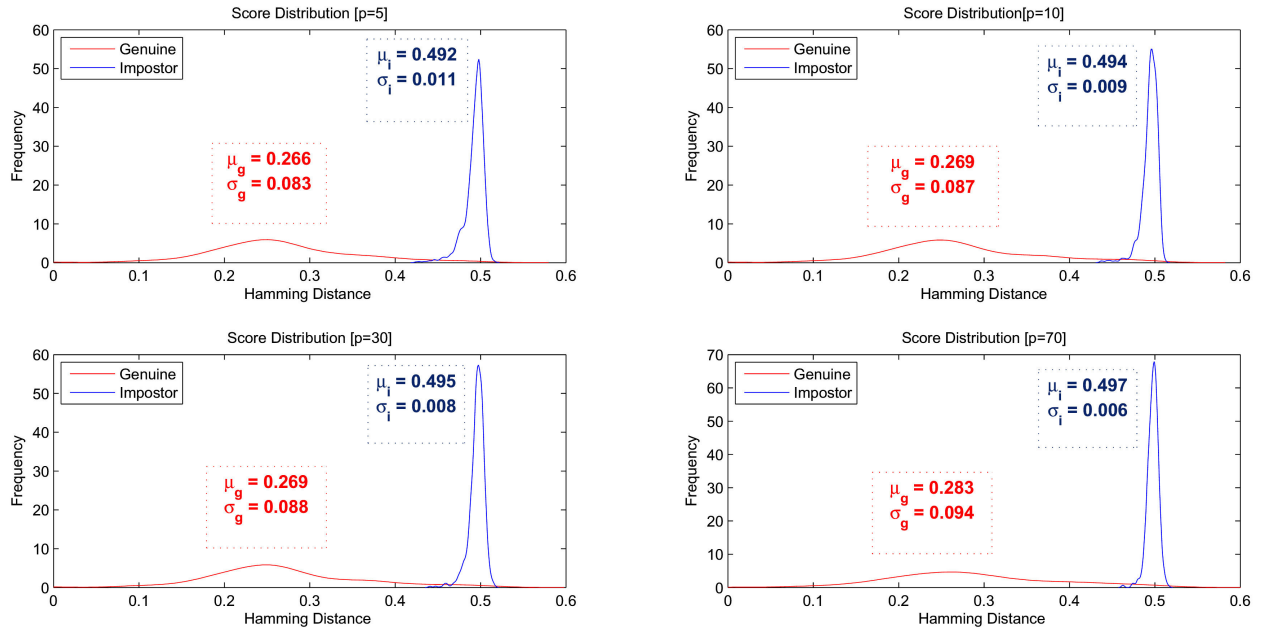 Score Distribution [p=5]
60
50
40
30
20
10
0
Frequency
Genuine
Impostor
μi = 0.492
σi = 0.011
μg = 0.266
σg = 0.083
0 0.1 0.2 0.3 0.4 0.5 0.6
Hamming Distance
Score Distribution[p=10]
60
50
40
30
20
10
0
Frequency
Genuine
Impostor
μi = 0.494
σi = 0.009
μg = 0.269
σg = 0.087
0 0.1 0.2 0.3 0.4 0.5 0.6
Hamming Distance
Score Distribution [p=30]
60
50
40
30
20
10
0
Frequency
Genuine
Impostor
μi = 0.495
σi = 0.008
μg = 0.269
σg = 0.088
0 0.1 0.2 0.3 0.4 0.5 0.6
Hamming Distance
Score Distribution [p=70]
70
60
50
40
30
20
10
0
Frequency
Genuine
Impostor
μi = 0.497
σi = 0.006
μg = 0.283
σg = 0.094
0 0.1 0.2 0.3 0.4 0.5 0.6
Hamming Distance